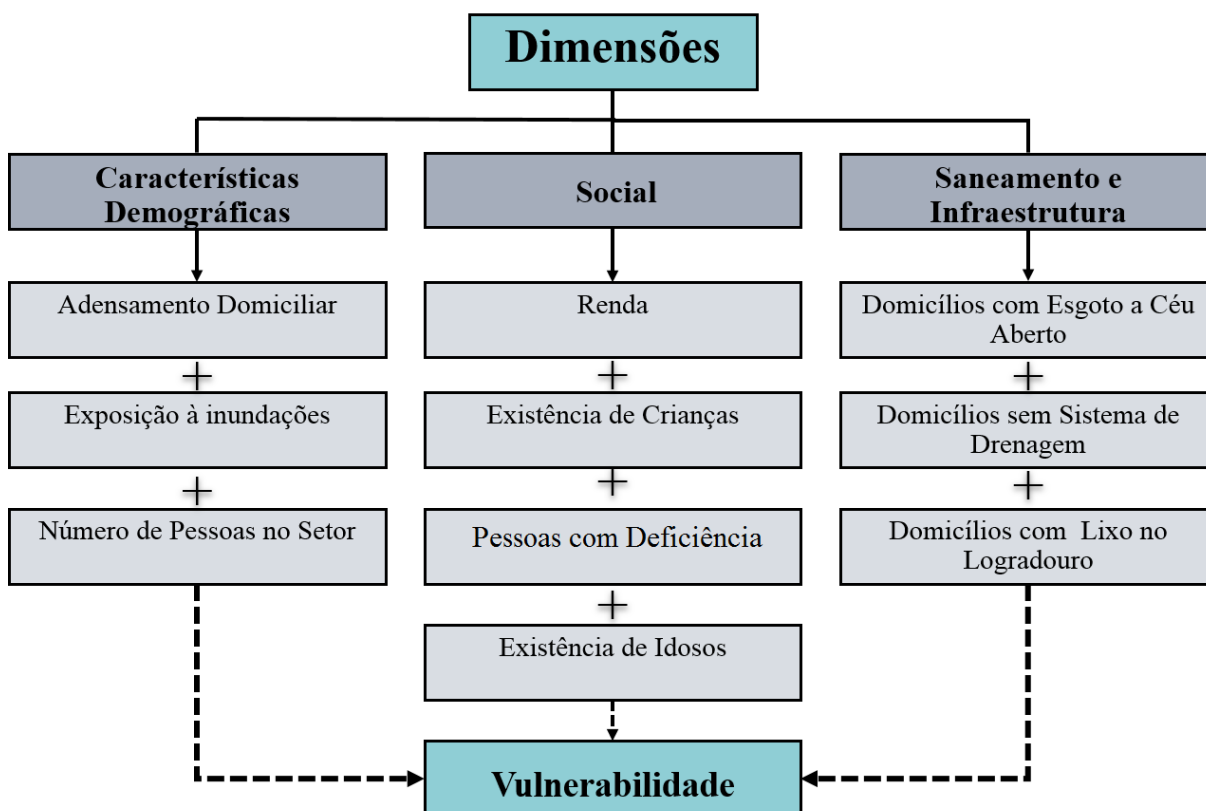 Dimensões
Características
Demográficas
Social
Saneamento e
Infraestrutura
Adensamento Domiciliar
+
Exposição à inundações
+
Número de Pessoas no Setor
Renda
+
Existência de Crianças
+
Pessoas com Deficiência
+
Existência de Idosos
Domicílios com Esgoto a Céu
Aberto
+
Domicílios sem Sistema de
Drenagem
+
Domicílios com  Lixo no
Logradouro
Vulnerabilidade